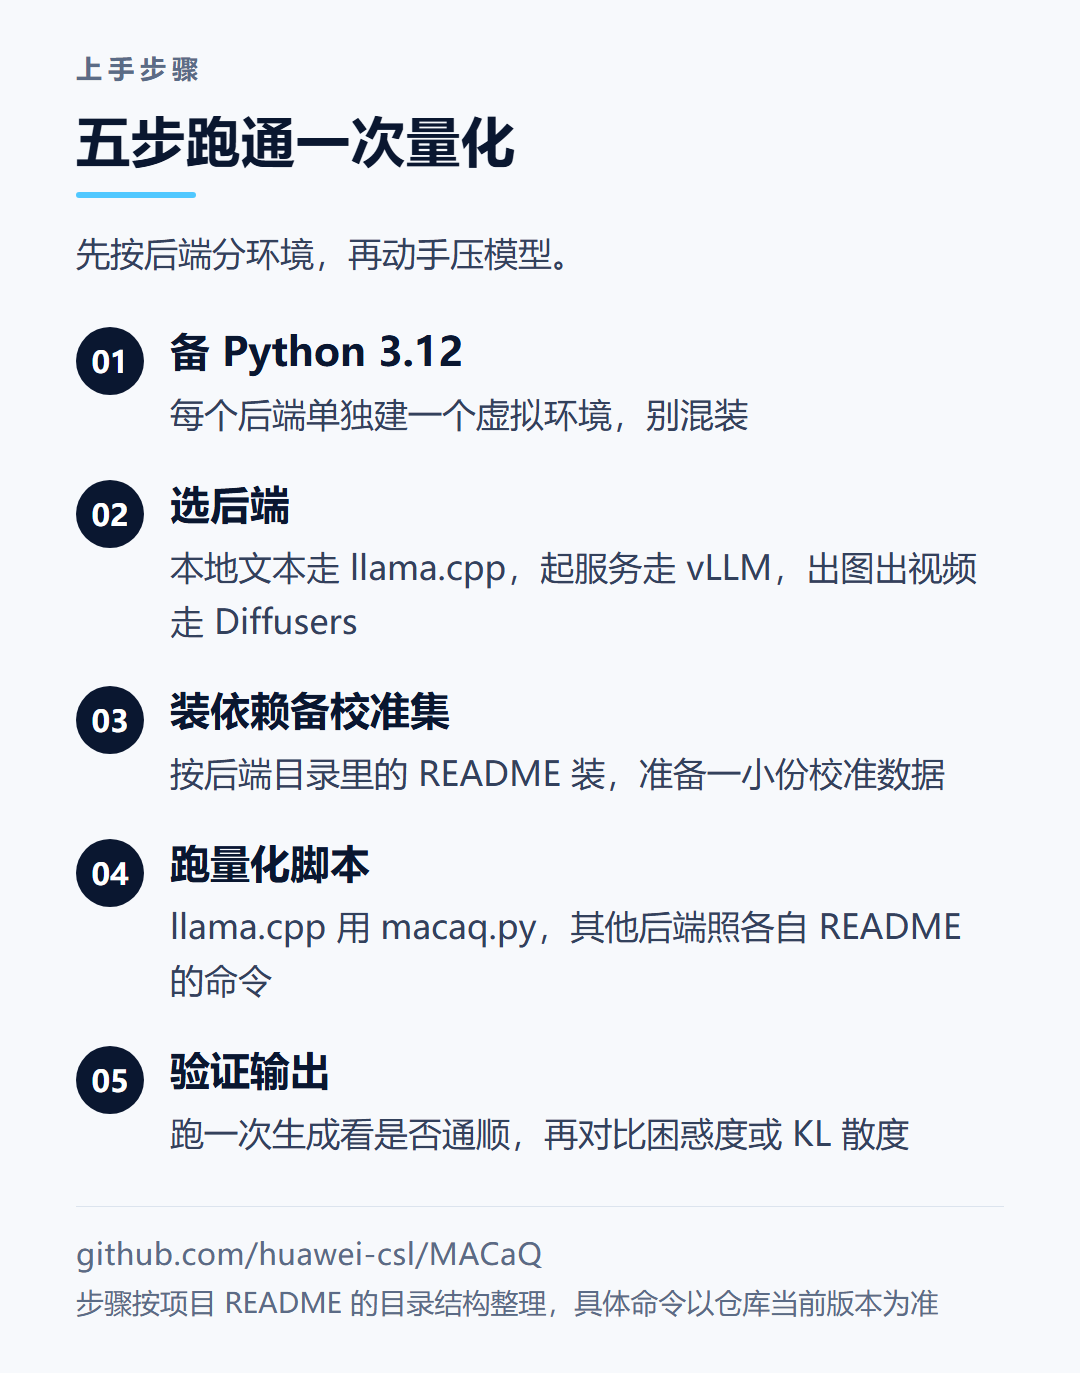 上手步骤
五步跑通一次量化
先按后端分环境，再动手压模型。
01
备 Python 3.12
每个后端单独建一个虚拟环境，别混装
02
选后端
本地文本走 llama.cpp，起服务走 vLLM，出图出视频
走 Diffusers
03
装依赖备校准集
按后端目录里的 README 装，准备一小份校准数据
04
跑量化脚本
llama.cpp 用 macaq.py，其他后端照各自 README
的命令
05
验证输出
跑一次生成看是否通顺，再对比困惑度或 KL 散度
github.com/huawei-csl/MACaQ
步骤按项目 README 的目录结构整理，具体命令以仓库当前版本为准